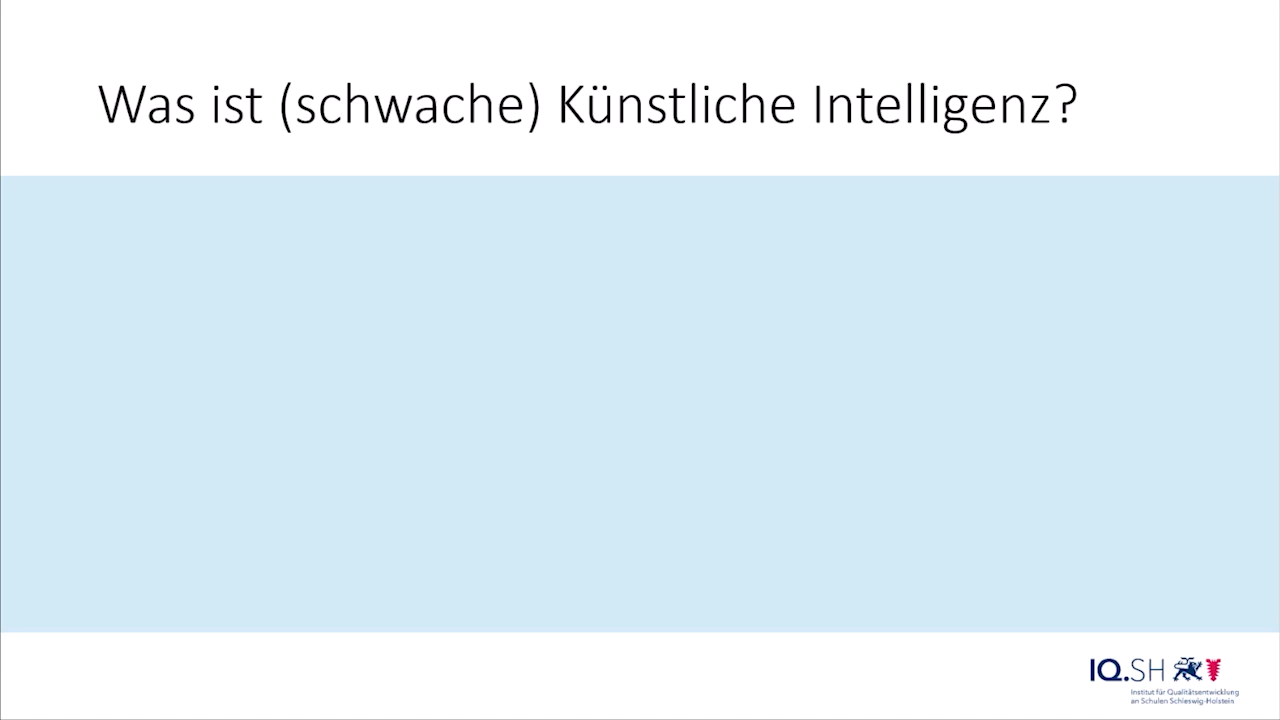 Was ist (schwache) Künstliche Intelligenz?
IQ.SH
Institut für Qualitätsentwicklung
an Schulen Schleswig-Holstein